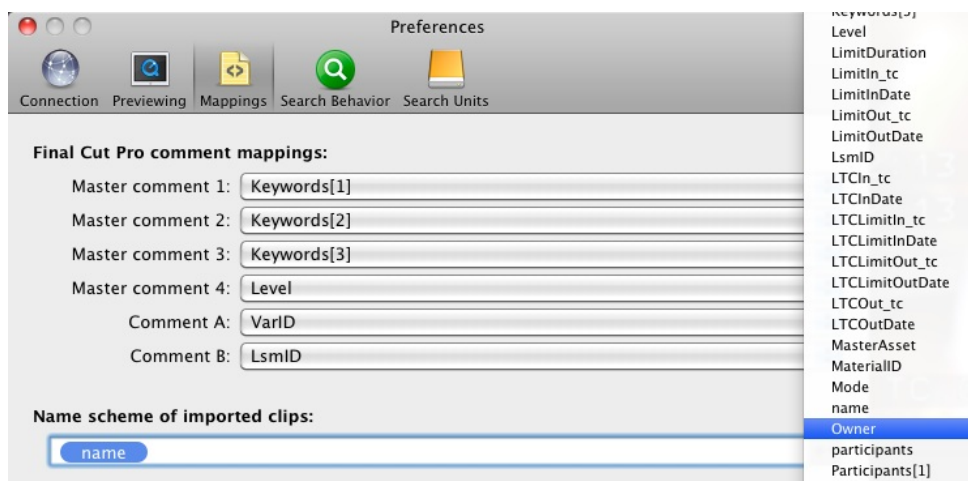 Preferences
Connection Previewing Mappings Search Behavior Search Units
Final Cut Pro comment mappings:
Master comment 1: Keywords[1]
Master comment 2: Keywords[2]
Master comment 3: Keywords[3]
Master comment 4: Level
Comment A: VarID
Comment B: LsmID
Name scheme of imported clips:
name
Keywords[3]
Level
LimitDuration
LimitIn_tc
LimitInDate
LimitOut_tc
LimitOutDate
LsmID
LTCIn_tc
LTCInDate
LTCLimitIn_tc
LTCLimitInDate
LTCLimitOut_tc
LTCLimitOutDate
LTCOut_tc
LTCOutDate
MasterAsset
MaterialID
Mode
name
Owner
participants
Participants[1]